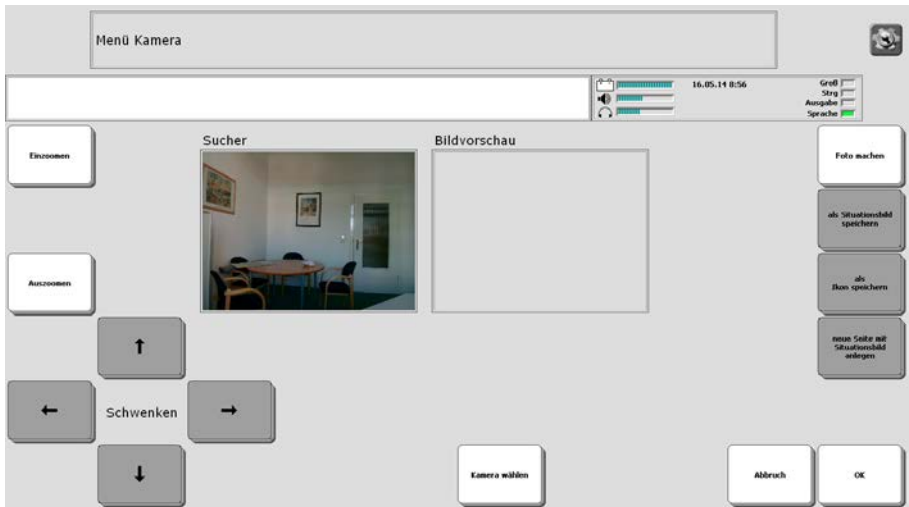 Menü Kamera
16.05.14 8:56
Groß
Strg
Ausgabe
Sprache
Einzoomen
Sucher
Bildvorschau
Foto machen
als Situationsbild
speichern
Auszoomen
als
Ikon speichern
neue Seite mit
Situationsbild
anlegen
↑
←
Schwenken
→
↓
Kamera wählen
Abbruch
OK